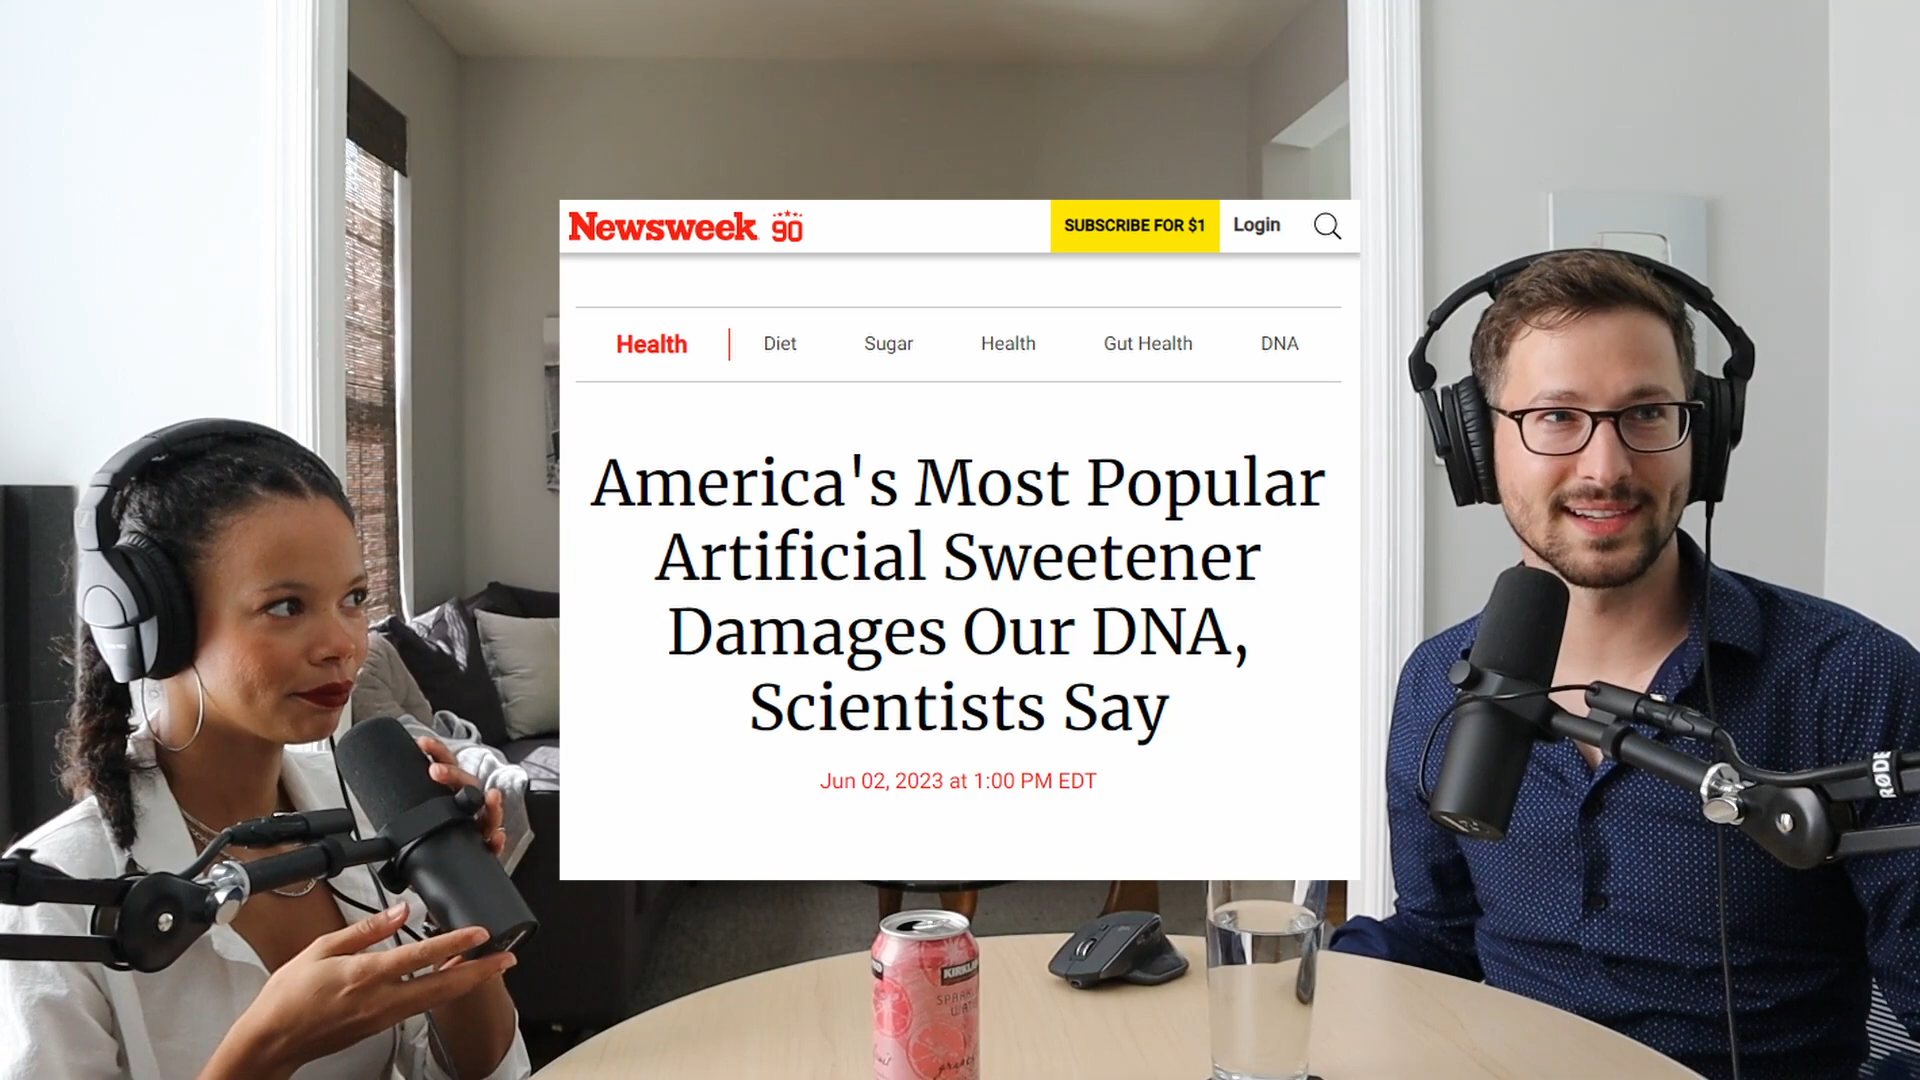 Newsweek 90
SUBSCRIBE FOR $1
Login
Health
Diet
Sugar
Health
Gut Health
DNA
America's Most Popular
Artificial Sweetener
Damages Our DNA,
Scientists Say
Jun 02, 2023 at 1:00 PM EDT
RØDE